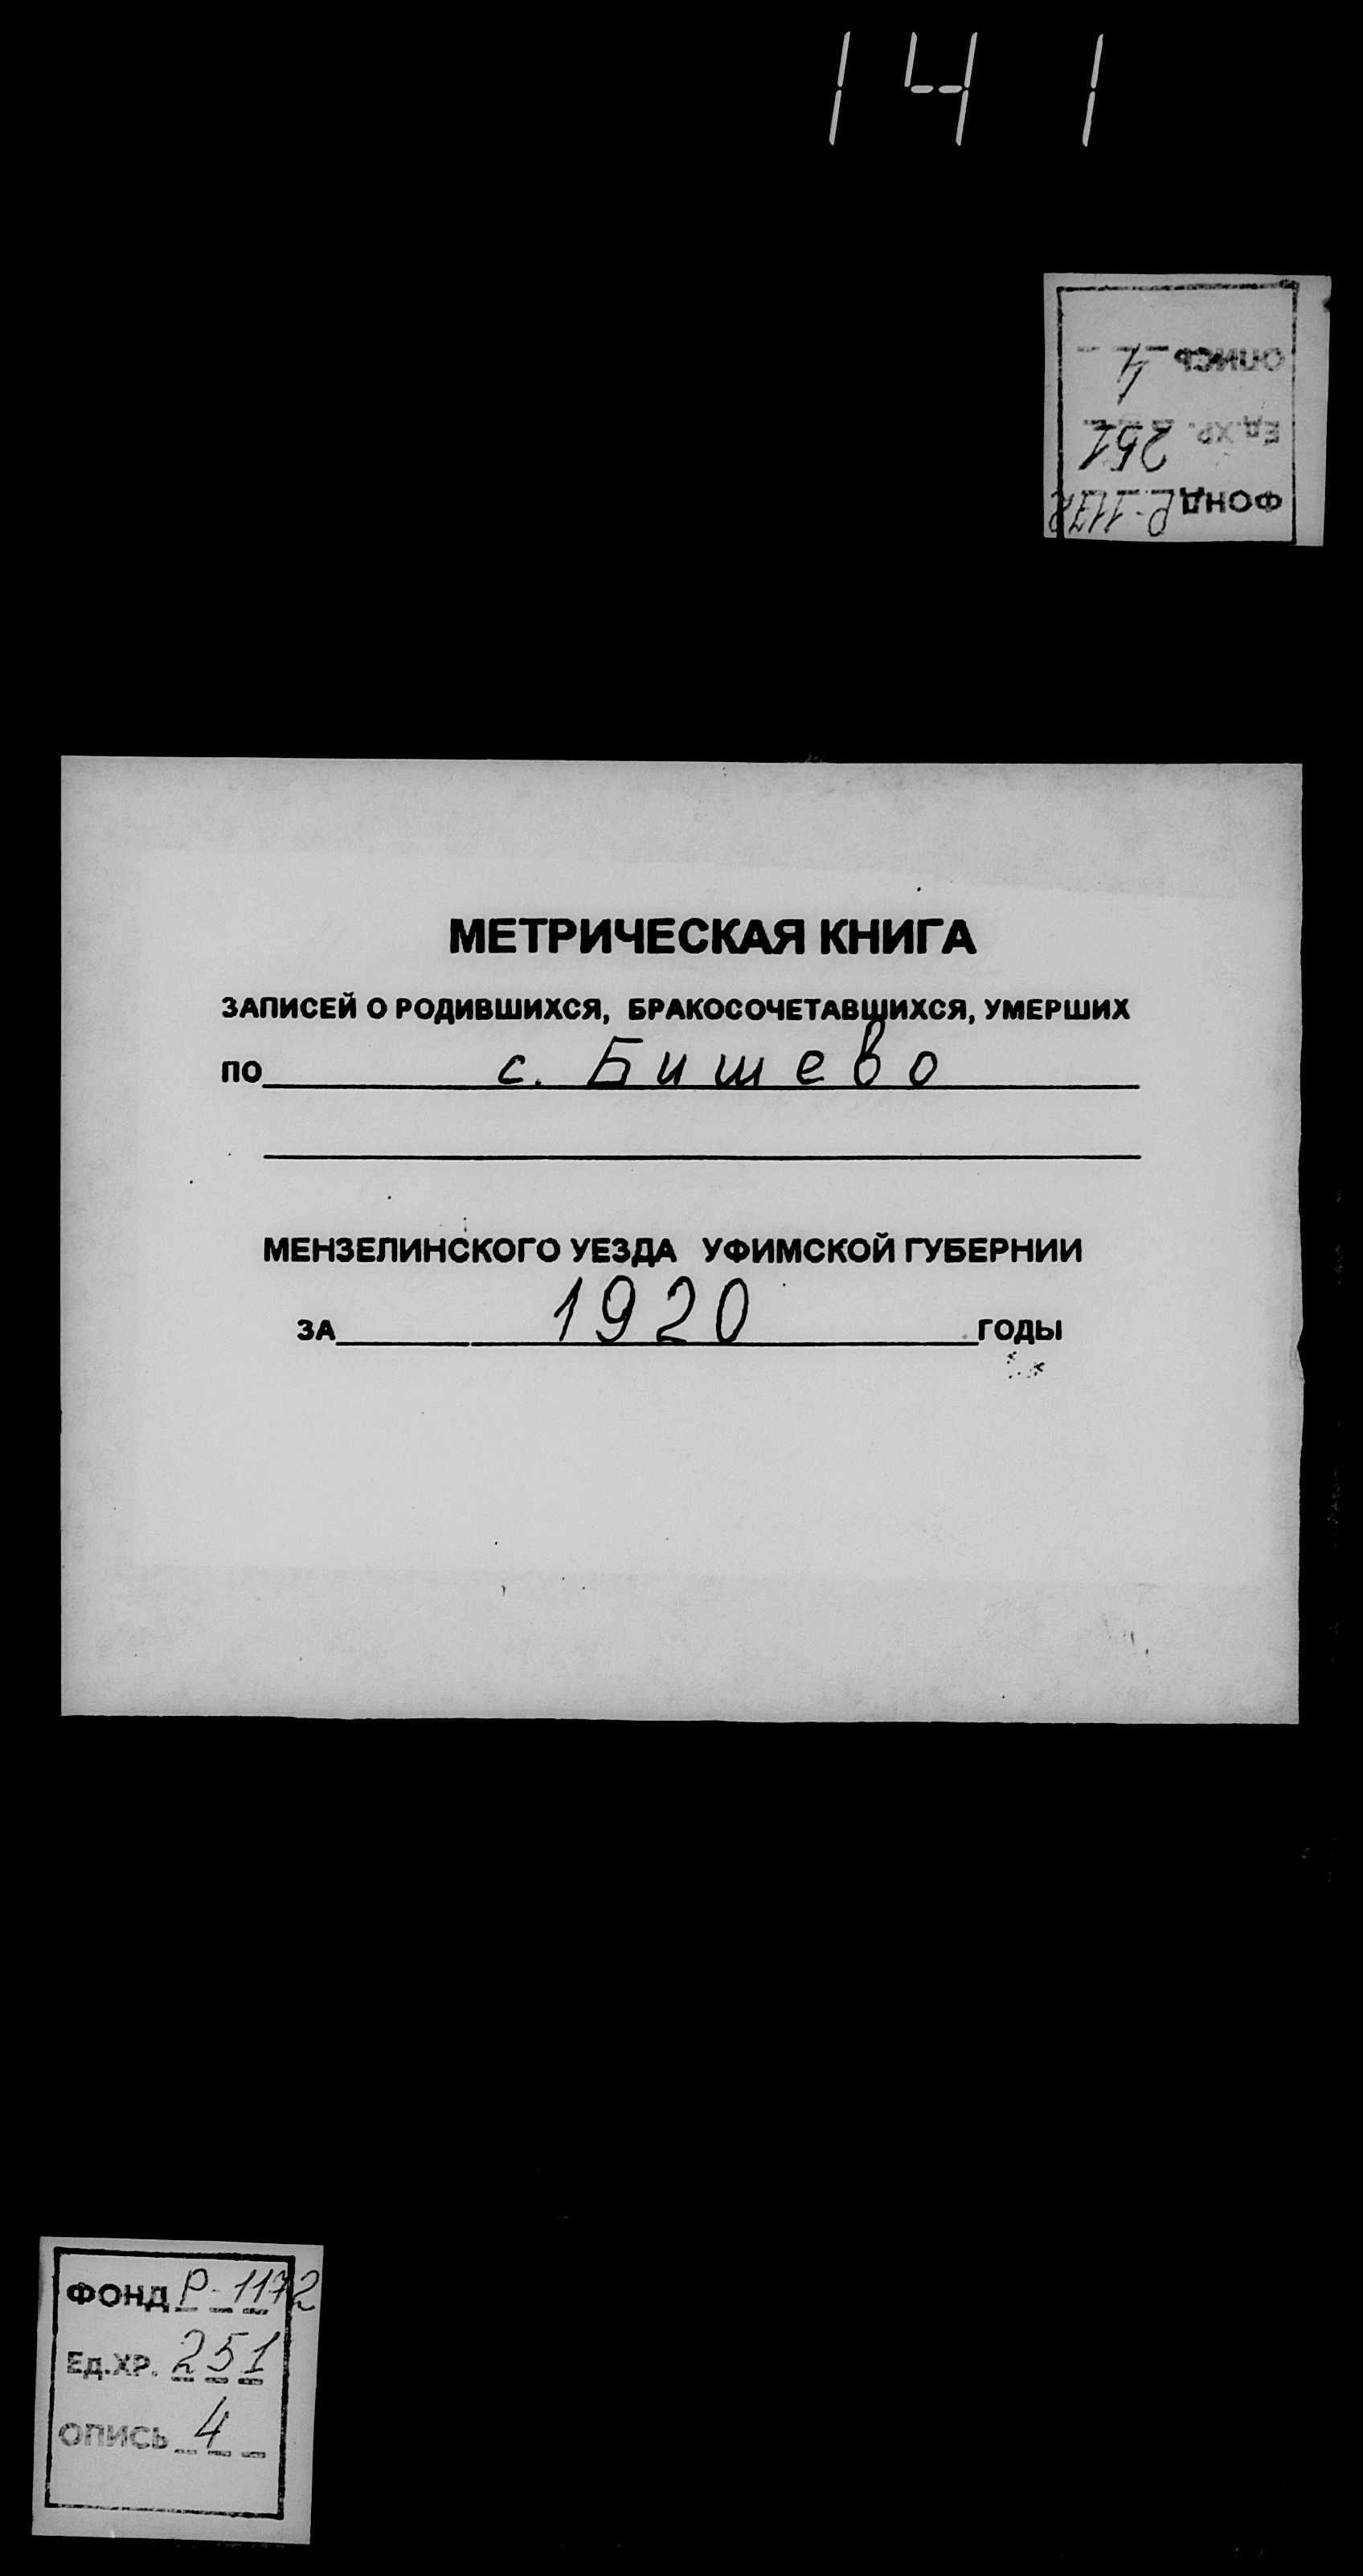 141
ОПИСЬ 4
Ед.ХР. 251
ФОНД Р-1172
МЕТРИЧЕСКАЯ КНИГА
ЗАПИСЕЙ О РОДИВШИХСЯ, БРАКОСОЧЕТАВШИХСЯ, УМЕРШИХ
ПО с. Бишево
МЕНЗЕЛИНСКОГО УЕЗДА УФИМСКОЙ ГУБЕРНИИ
ЗА 1920 ГОДЫ
ФОНД Р-1172
Ед.ХР. 251
ОПИСЬ 4